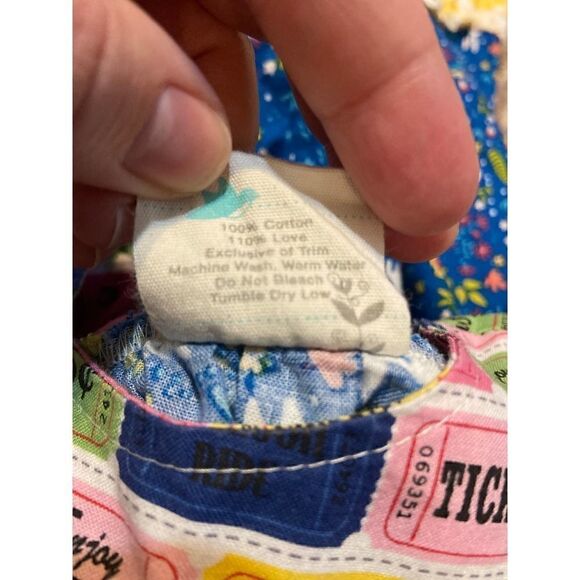 100% Cotton
110% Love
Exclusive of Trim
Machine Wash, Warm Water
Do Not Bleach
Tumble Dry Low
RIDE
069351
TICK
Enjoy